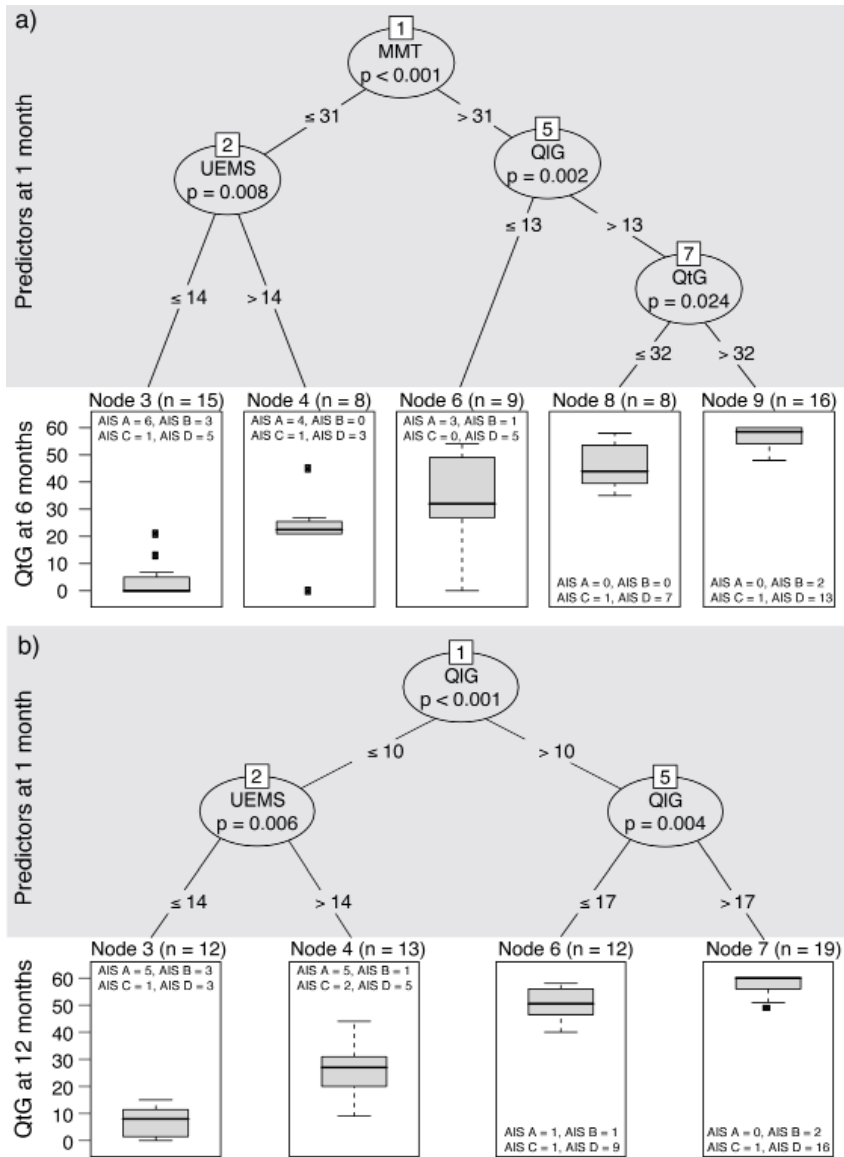 a)
Predictors at 1 month
1
MMT
p < 0.001
≤ 31
> 31
2
UEMS
p = 0.008
5
QlG
p = 0.002
≤ 14
> 14
≤ 13
> 13
7
QtG
p = 0.024
≤ 32
> 32
QtG at 6 months
60
50
40
30
20
10
0
Node 3 (n = 15)
AIS A = 6, AIS B = 3
AIS C = 1, AIS D = 5
Node 4 (n = 8)
AIS A = 4, AIS B = 0
AIS C = 1, AIS D = 3
Node 6 (n = 9)
AIS A = 3, AIS B = 1
AIS C = 0, AIS D = 5
Node 8 (n = 8)
AIS A = 0, AIS B = 0
AIS C = 1, AIS D = 7
Node 9 (n = 16)
AIS A = 0, AIS B = 2
AIS C = 1, AIS D = 13
b)
Predictors at 1 month
1
QlG
p < 0.001
≤ 10
> 10
2
UEMS
p = 0.006
5
QlG
p = 0.004
≤ 14
> 14
≤ 17
> 17
QtG at 12 months
60
50
40
30
20
10
0
Node 3 (n = 12)
AIS A = 5, AIS B = 3
AIS C = 1, AIS D = 3
Node 4 (n = 13)
AIS A = 5, AIS B = 1
AIS C = 2, AIS D = 5
Node 6 (n = 12)
AIS A = 1, AIS B = 1
AIS C = 1, AIS D = 9
Node 7 (n = 19)
AIS A = 0, AIS B = 2
AIS C = 1, AIS D = 16